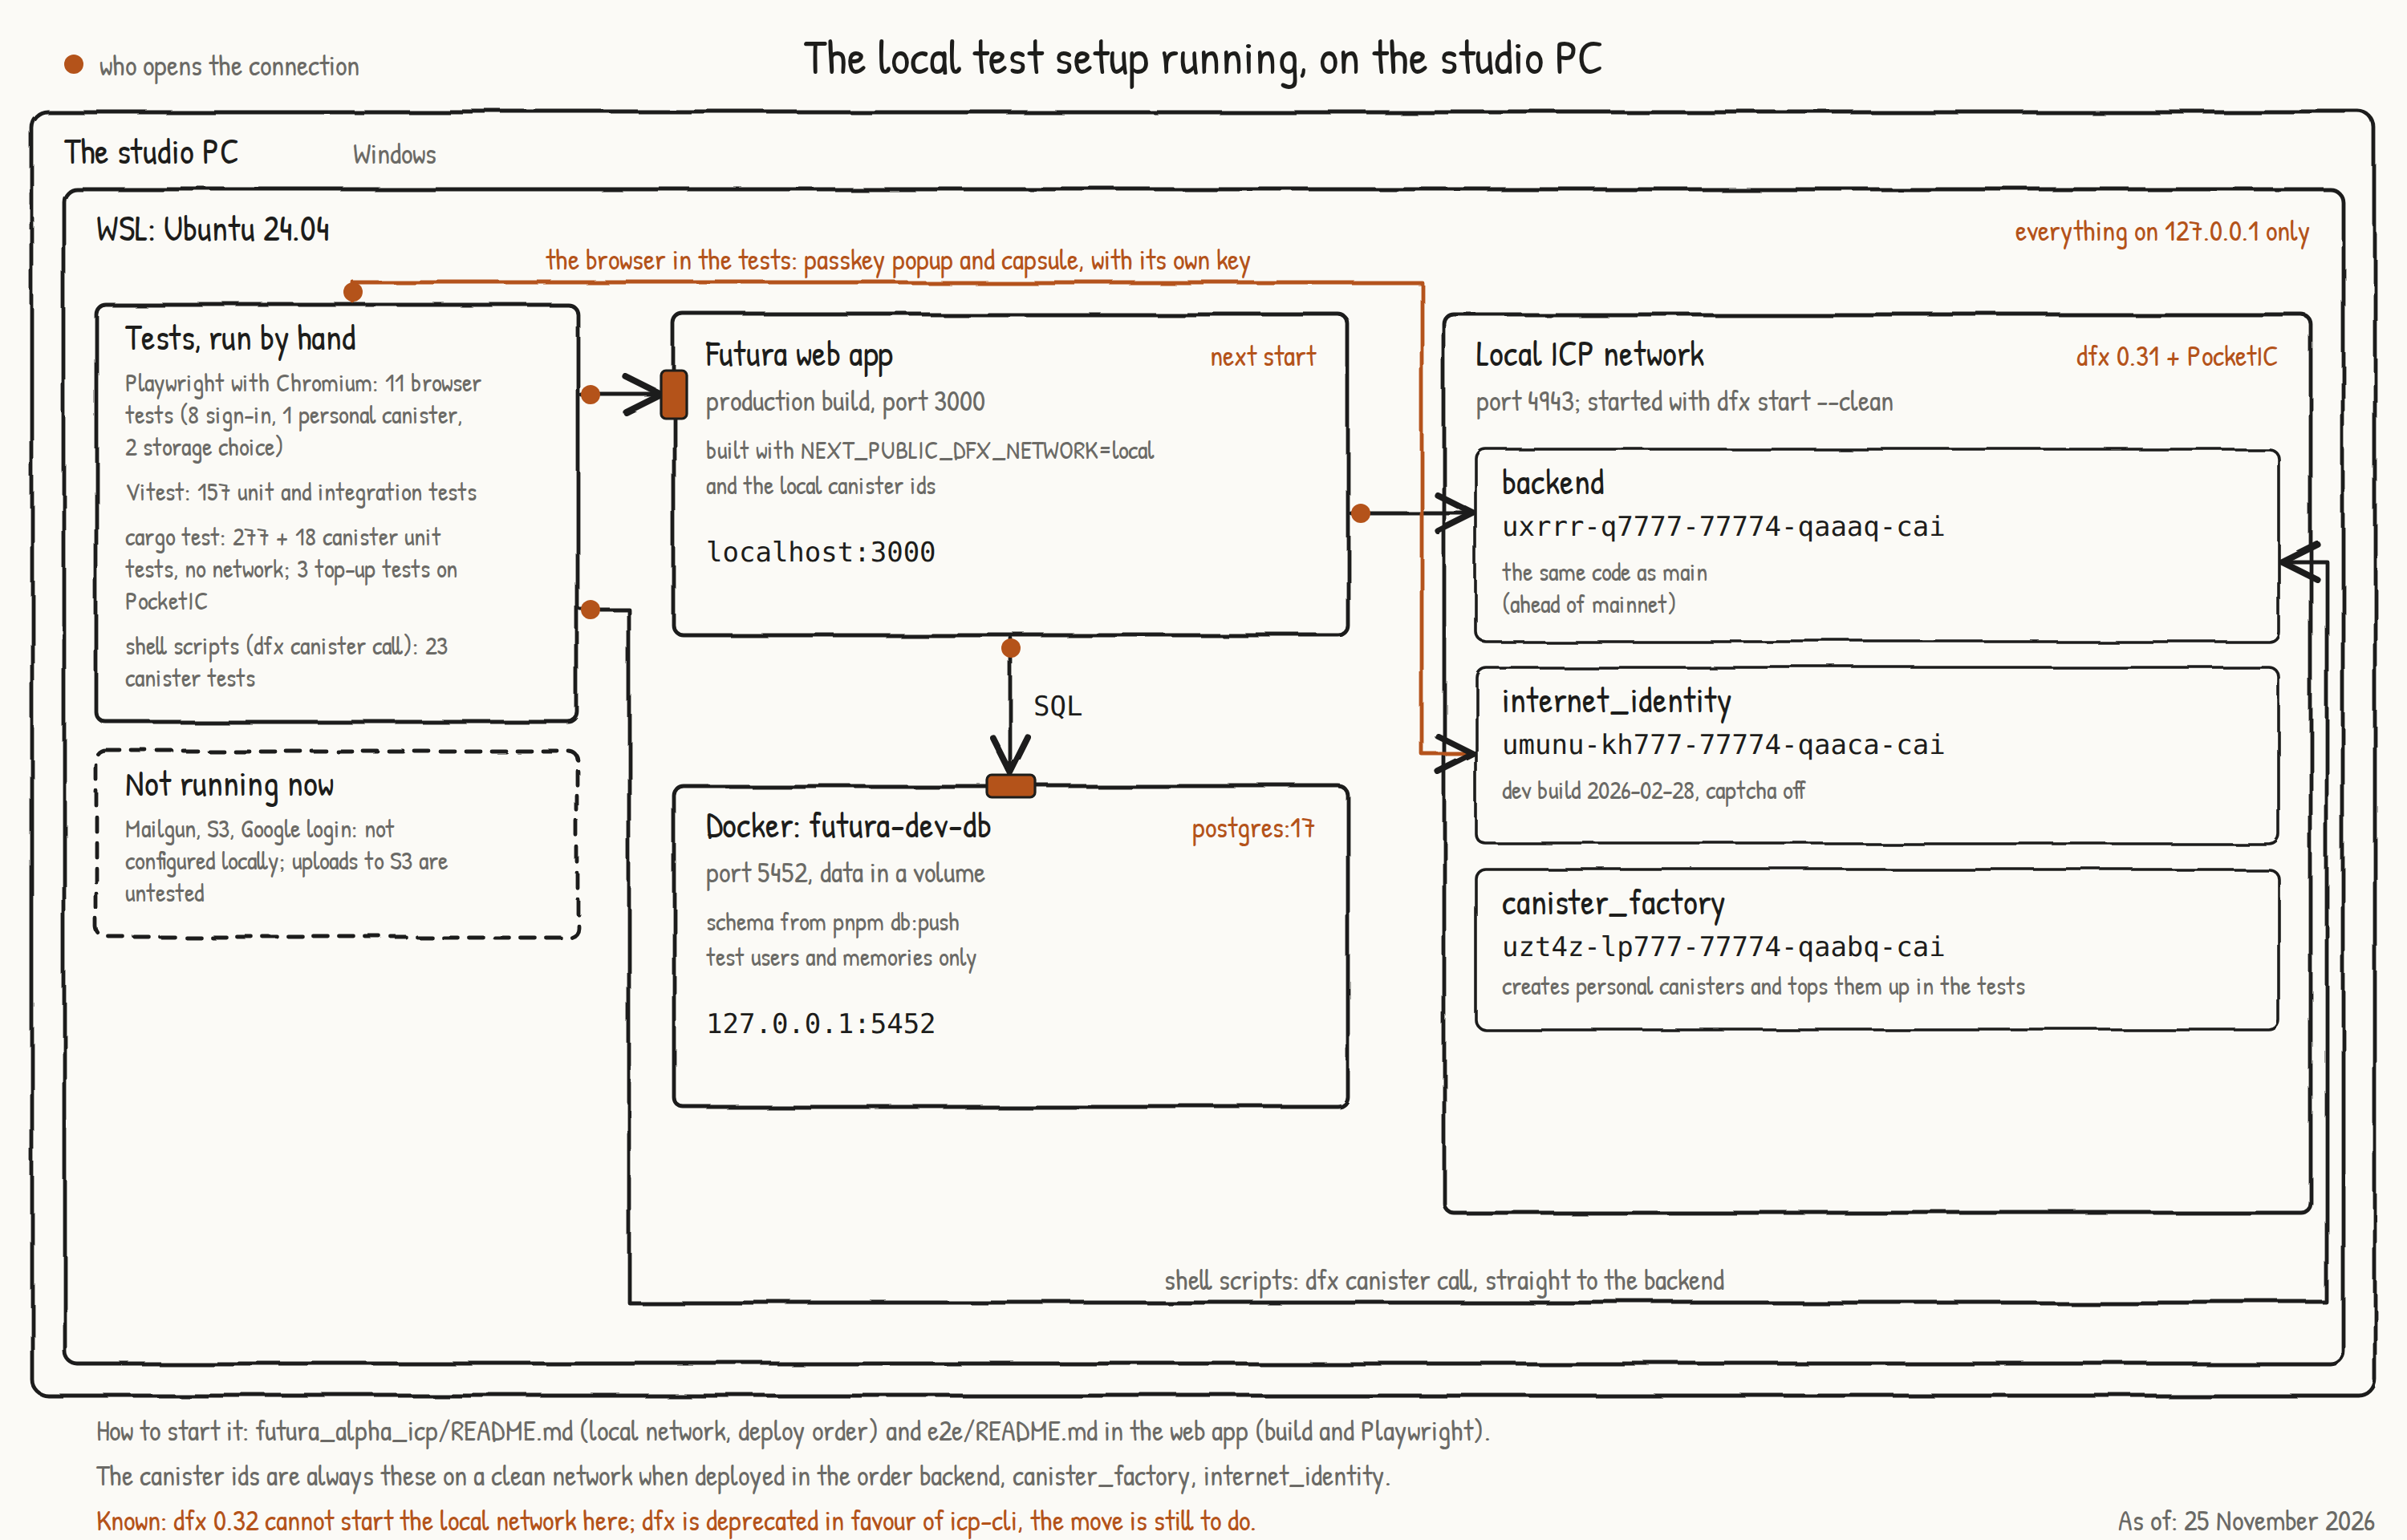 who opens the connection
The local test setup running, on the studio PC
The studio PC
Windows
WSL: Ubuntu 24.04
everything on 127.0.0.1 only
the browser in the tests: passkey popup and capsule, with its own key
Tests, run by hand
Playwright with Chromium: 11 browser
tests (8 sign-in, 1 personal canister,
2 storage choice)
Vitest: 157 unit and integration tests
cargo test: 277 + 18 canister unit
tests, no network; 3 top-up tests on
PocketIC
shell scripts (dfx canister call): 23
canister tests
Not running now
Mailgun, S3, Google login: not
configured locally; uploads to S3 are
untested
Futura web app
next start
production build, port 3000
built with NEXT_PUBLIC_DFX_NETWORK=local
and the local canister ids
localhost:3000
SQL
Docker: futura-dev-db
postgres:17
port 5452, data in a volume
schema from pnpm db:push
test users and memories only
127.0.0.1:5452
Local ICP network
dfx 0.31 + PocketIC
port 4943; started with dfx start --clean
backend
uxrrr-q7777-77774-qaaaq-cai
the same code as main
(ahead of mainnet)
internet_identity
umunu-kh777-77774-qaaca-cai
dev build 2026-02-28, captcha off
canister_factory
uzt4z-lp777-77774-qaabq-cai
creates personal canisters and tops them up in the tests
shell scripts: dfx canister call, straight to the backend
How to start it: futura_alpha_icp/README.md (local network, deploy order) and e2e/README.md in the web app (build and Playwright).
The canister ids are always these on a clean network when deployed in the order backend, canister_factory, internet_identity.
Known: dfx 0.32 cannot start the local network here; dfx is deprecated in favour of icp-cli, the move is still to do.
As of: 25 November 2026